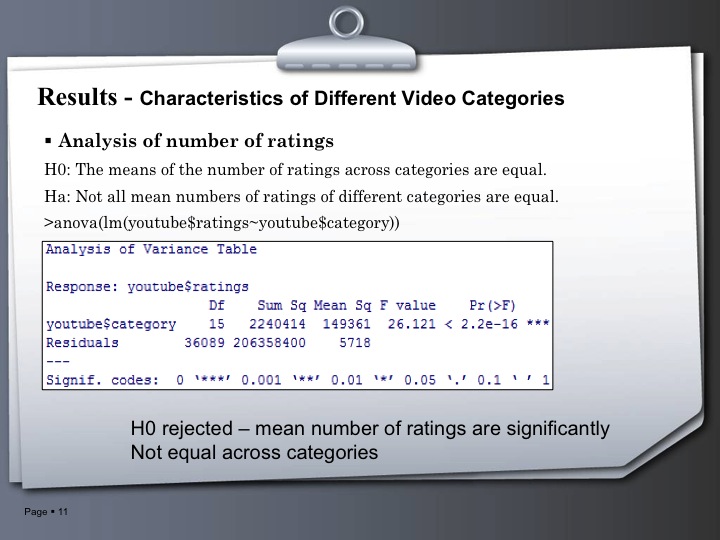 Results - Characteristics of Different Video Categories
▪ Analysis of number of ratings
H0: The means of the number of ratings across categories are equal.
Ha: Not all mean numbers of ratings of different categories are equal.
>anova(lm(youtube$ratings~youtube$category))
Analysis of Variance Table
Response: youtube$ratings
Df Sum Sq Mean Sq F value Pr(>F)
youtube$category 15 2240414 149361 26.121 < 2.2e-16 ***
Residuals 36089 206358400 5718
---
Signif. codes: 0 ‘***’ 0.001 ‘**’ 0.01 ‘*’ 0.05 ‘.’ 0.1 ‘ ’ 1
H0 rejected – mean number of ratings are significantly
Not equal across categories
Page ▪ 11